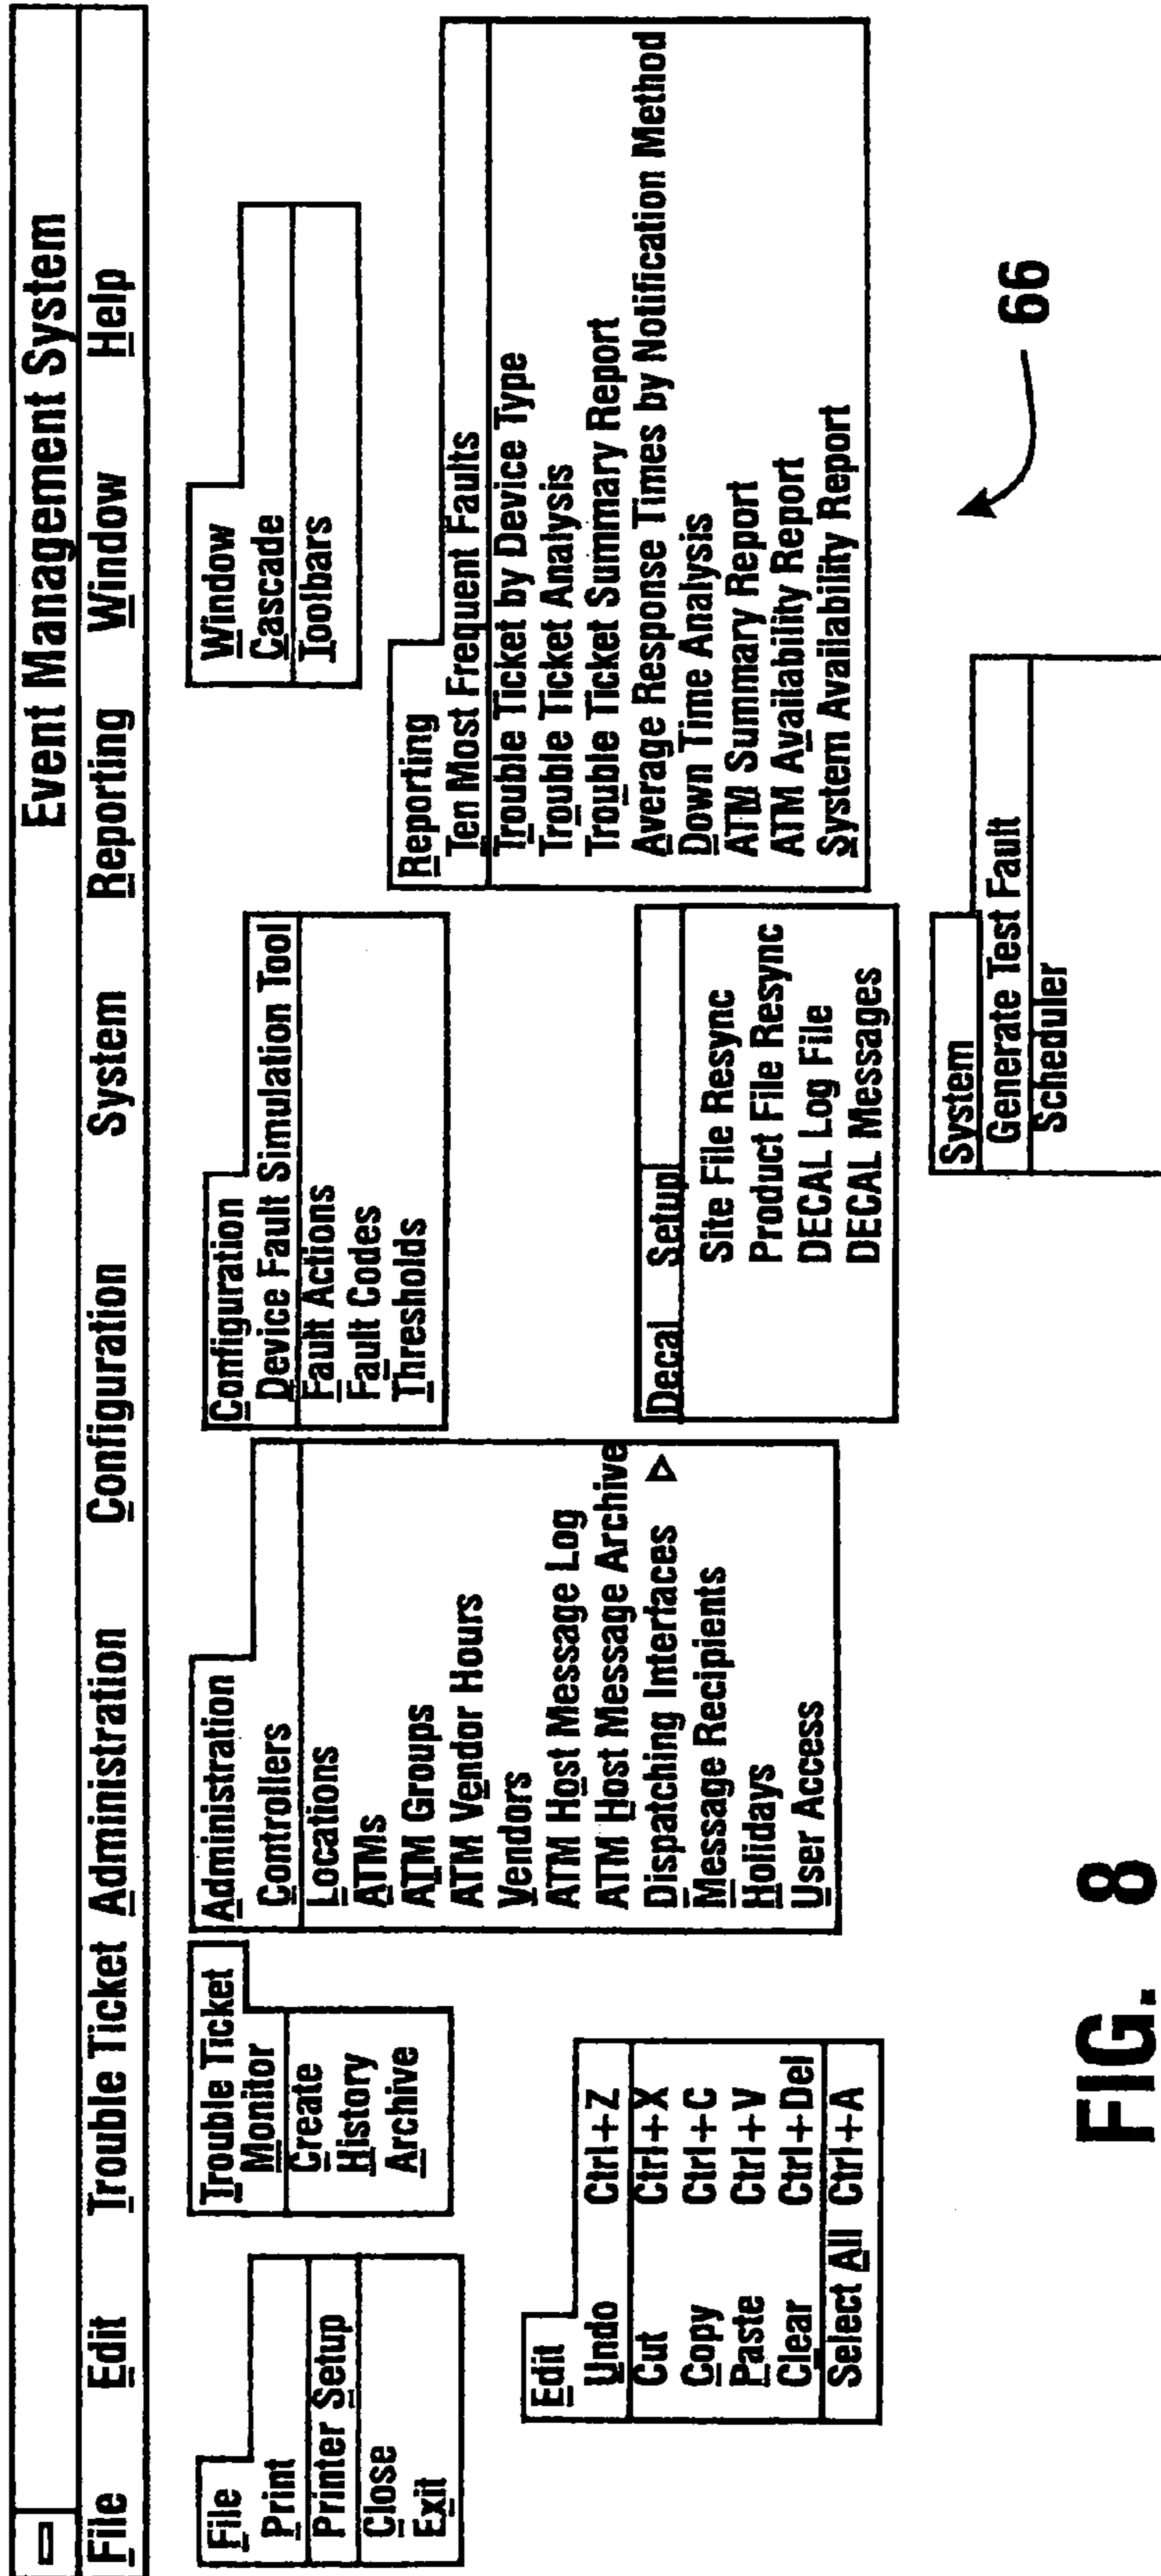 Event Management System
File Edit Trouble Ticket Administration Configuration System Reporting Window Help
File
Print
Printer Setup
Close
Exit
Edit
Undo Ctrl+Z
Cut Ctrl+X
Copy Ctrl+C
Paste Ctrl+V
Clear Ctrl+Del
Select All Ctrl+A
Trouble Ticket
Monitor
Create
History
Archive
Administration
Controllers
Locations
ATMs
ATM Groups
ATM Vendor Hours
Vendors
ATM Host Message Log
ATM Host Message Archive
Dispatching Interfaces
Message Recipients
Holidays
User Access
Configuration
Device Fault Simulation Tool
Fault Actions
Fault Codes
Thresholds
Decal Setup
Site File Resync
Product File Resync
DECAL Log File
DECAL Messages
System
Generate Test Fault
Scheduler
Window
Cascade
Toolbars
Reporting
Ten Most Frequent Faults
Trouble Ticket by Device Type
Trouble Ticket Analysis
Trouble Ticket Summary Report
Average Response Times by Notification Method
Down Time Analysis
ATM Summary Report
ATM Availability Report
System Availability Report
66
FIG. 8